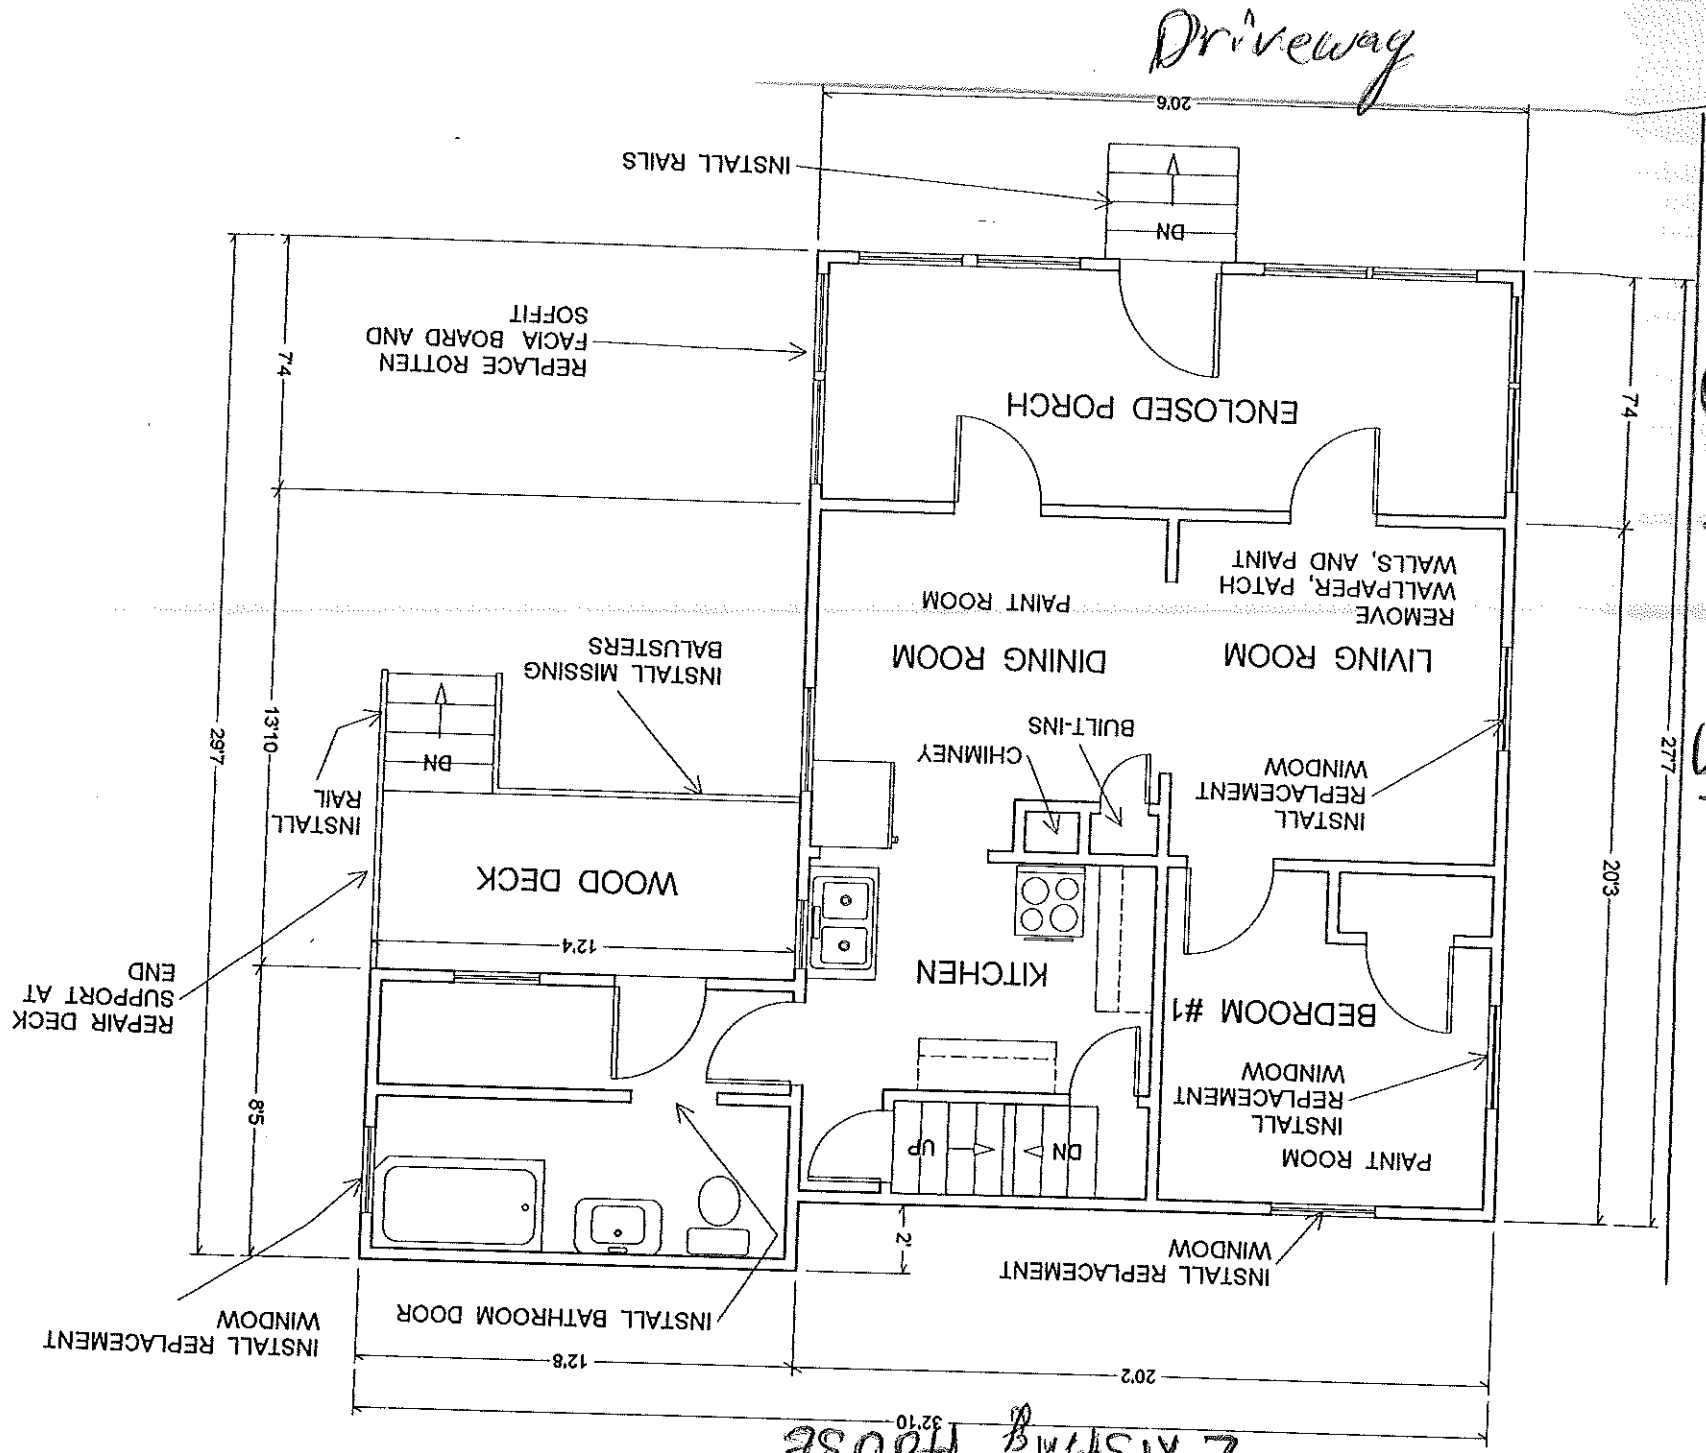 EXISTING HOUSE
32'10
20'2
12'8
INSTALL REPLACEMENT
WINDOW
2'
INSTALL BATHROOM DOOR
INSTALL REPLACEMENT
WINDOW
PAINT ROOM
INSTALL
REPLACEMENT
WINDOW
BEDROOM #1
DN
UP
KITCHEN
8'5
REPAIR DECK
SUPPORT AT
END
12'4
WOOD DECK
INSTALL
RAIL
DN
27'7
20'3
INSTALL
REPLACEMENT
WINDOW
CHIMNEY
BUILT-INS
29'7
13'10
LIVING ROOM
REMOVE
WALLPAPER, PATCH
WALLS, AND PAINT
DINING ROOM
PAINT ROOM
INSTALL MISSING
BALUSTERS
7'4
ENCLOSED PORCH
REPLACE ROTTEN
FACIA BOARD AND
SOFFIT
7'4
DN
INSTALL RAILS
20'6
Driveway